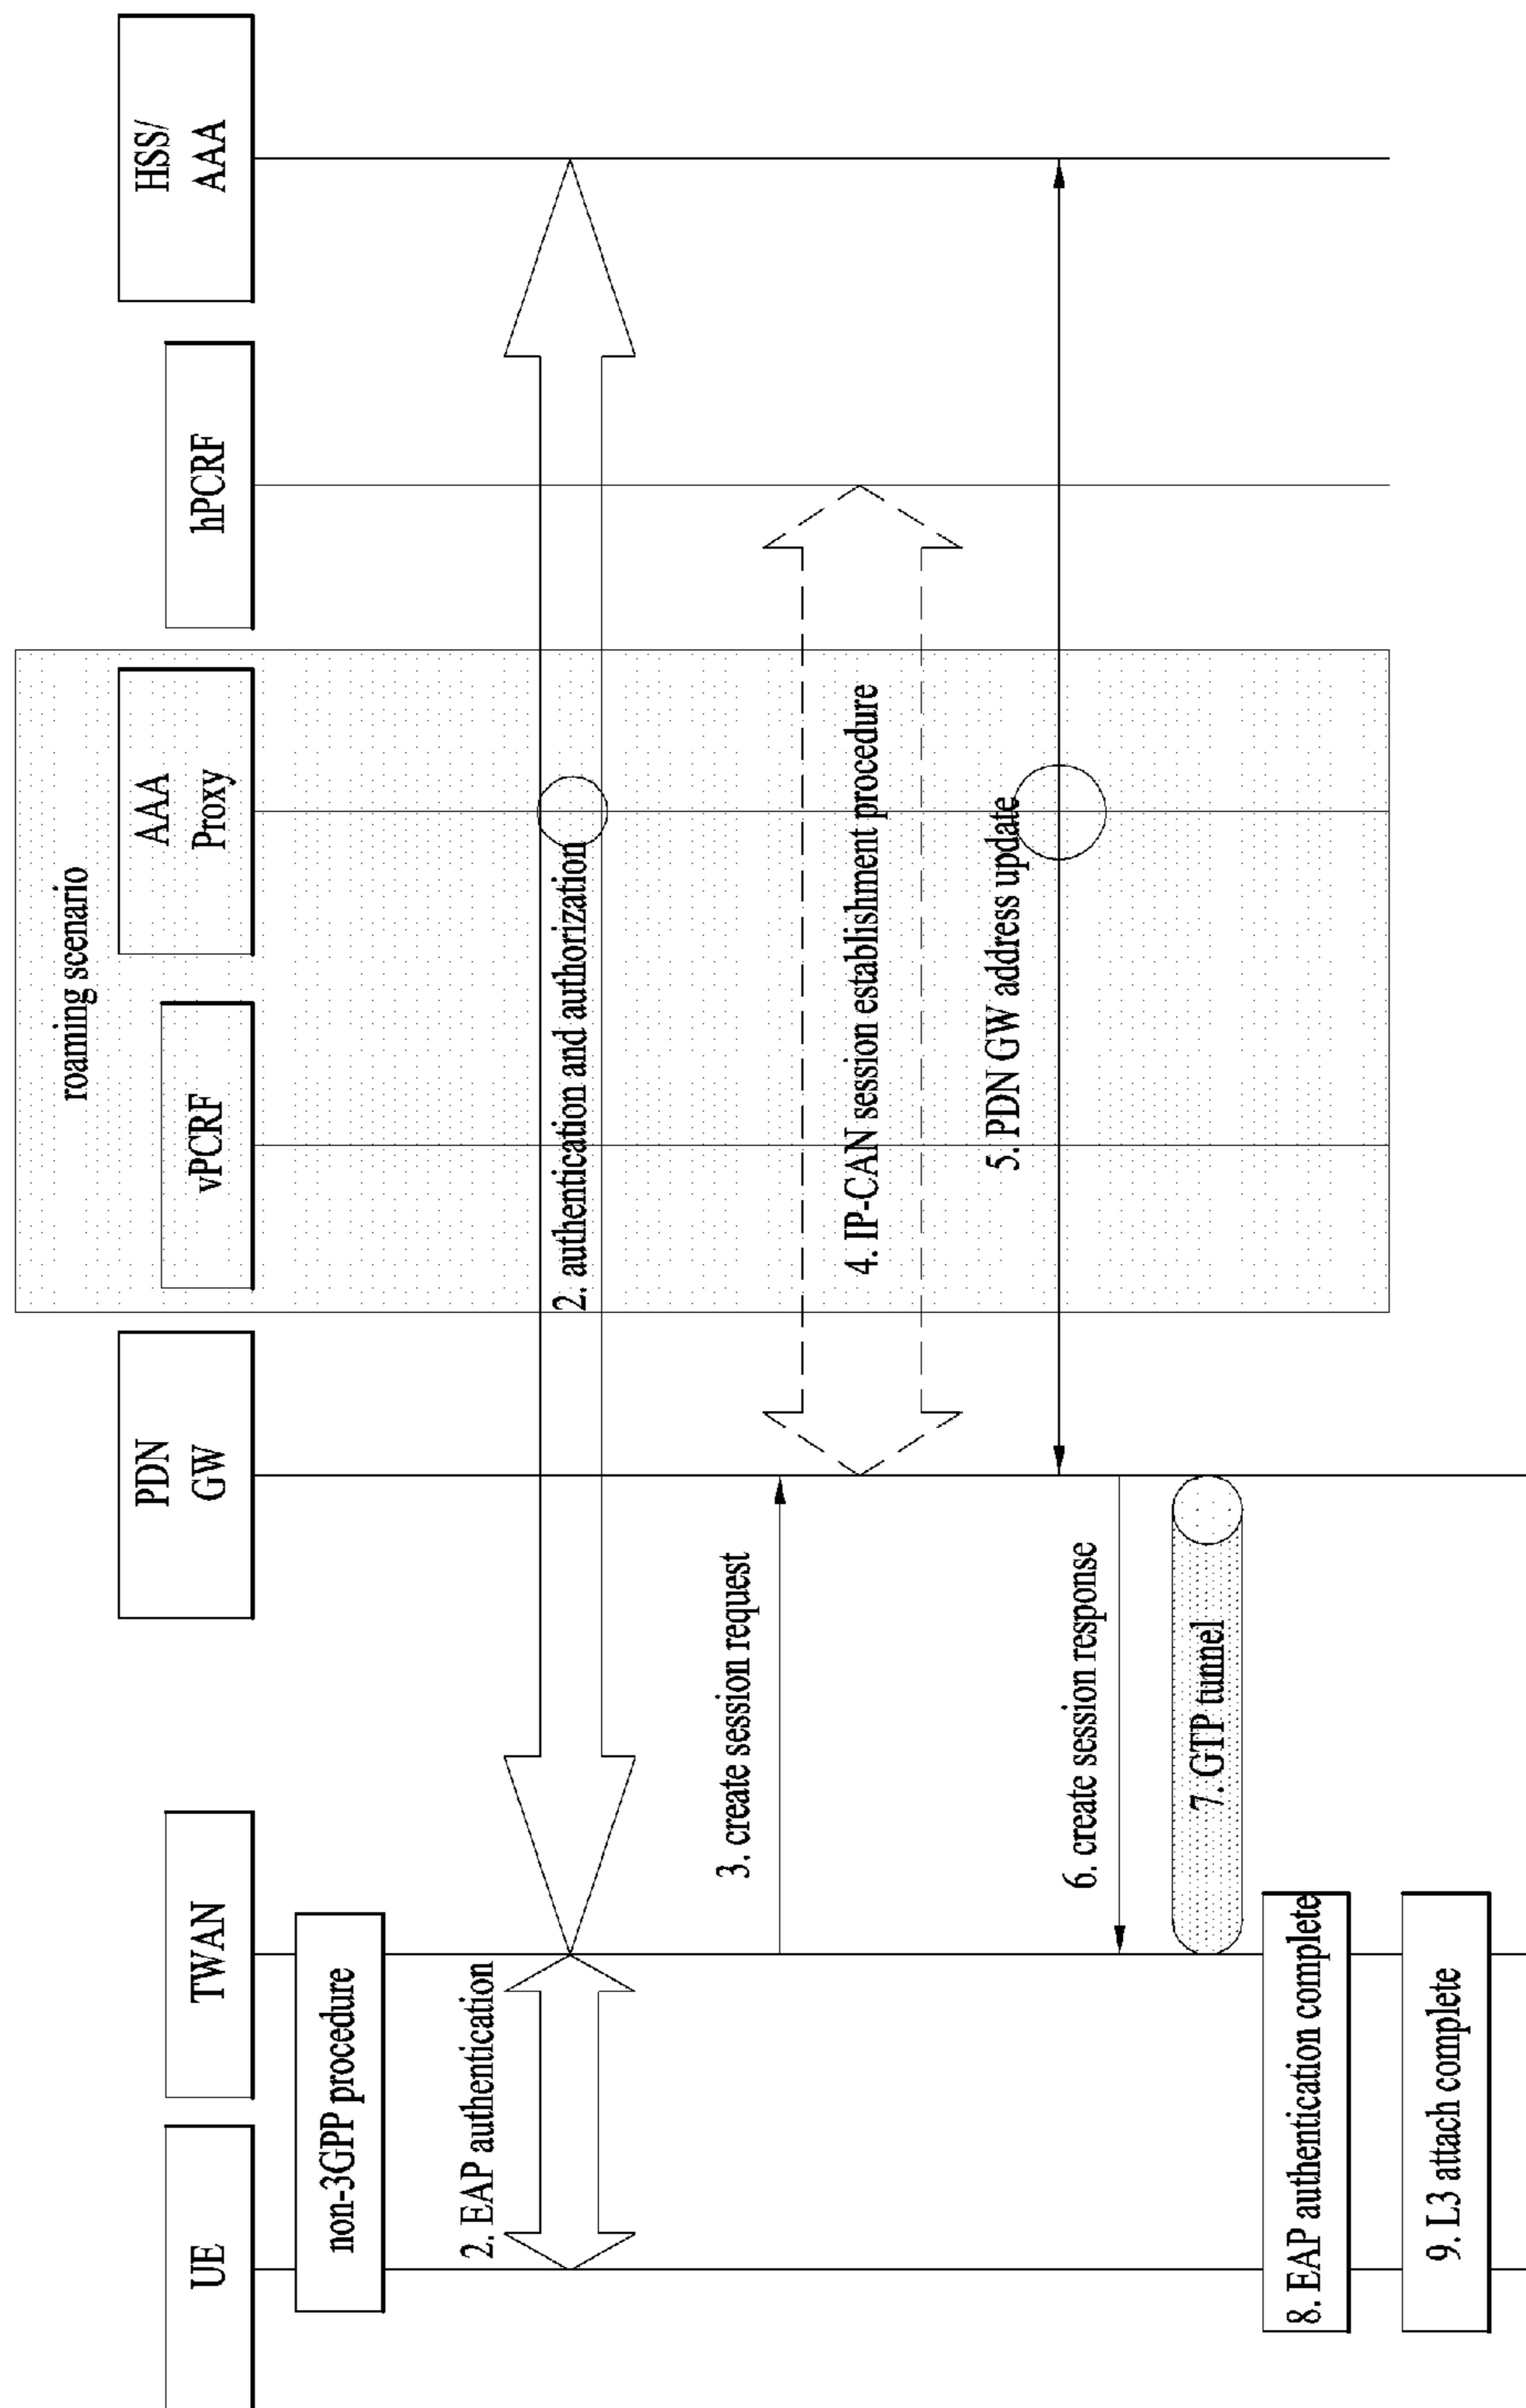 roaming scenario
UE
TWAN
PDN
GW
vPCRF
AAA
Proxy
hPCRF
HSS/
AAA
non-3GPP procedure
2. EAP authentication
2. authentication and authorization
3. create session request
4. IP-CAN session establishment procedure
5. PDN GW address update
6. create session response
7. GTP tunnel
8. EAP authentication complete
9. L3 attach complete